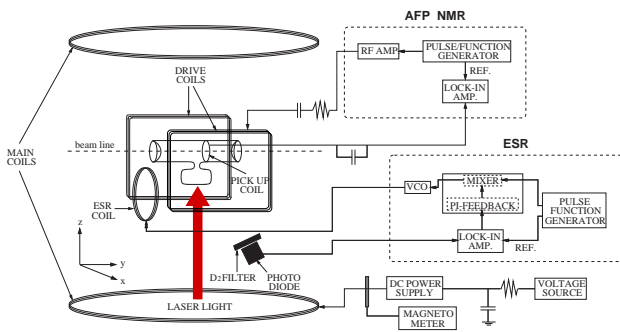 AFP NMR
RF AMP
PULSE/FUNCTION
GENERATOR
REF.
LOCK-IN
AMP.
DRIVE
COILS
MAIN
COILS
beam line
PICK UP
COIL
ESR
COIL
ESR
VCO
MIXER
PI-FEEDBACK
PULSE
FUNCTION
GENERATOR
LOCK-IN
AMP.
REF.
z
y
x
D2FILTER
PHOTO
DIODE
LASER LIGHT
DC POWER
SUPPLY
VOLTAGE
SOURCE
MAGNETO
METER